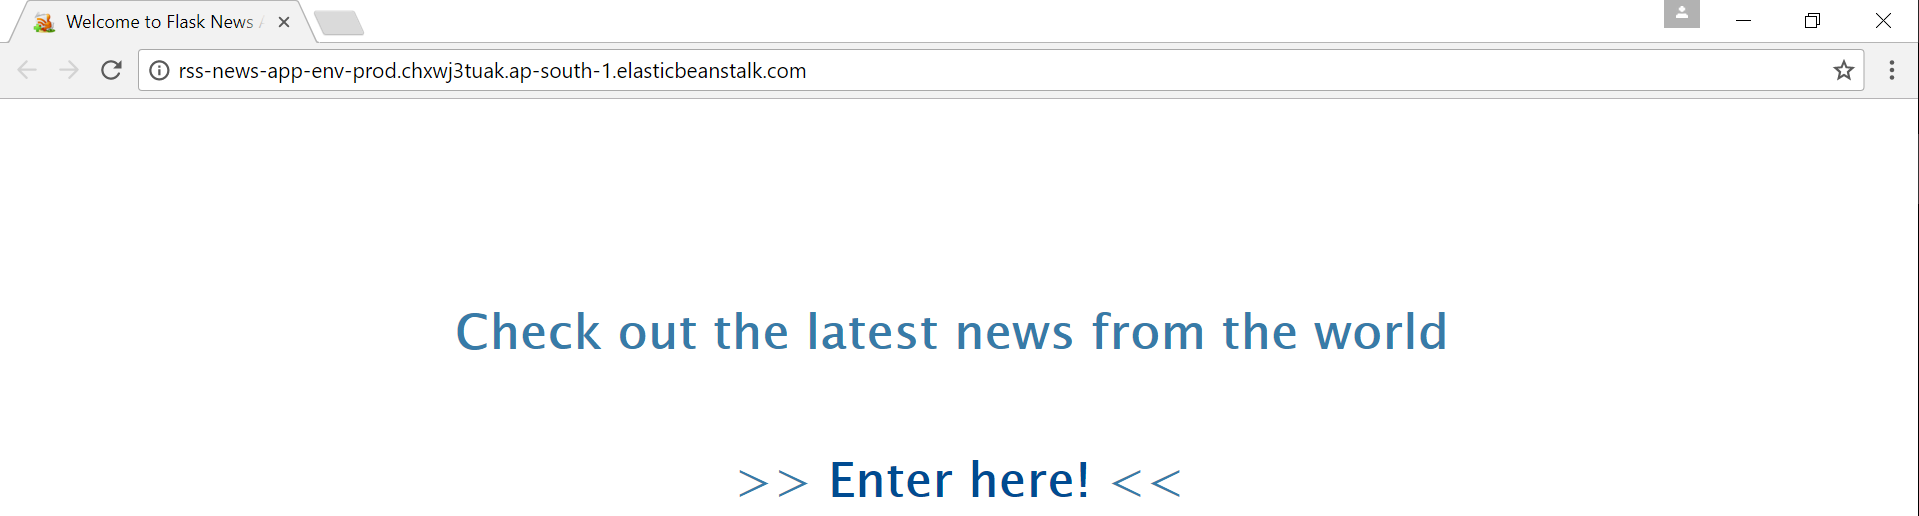 Welcome to Flask News
rss-news-app-env-prod.chxwj3tuak.ap-south-1.elasticbeanstalk.com
Check out the latest news from the world
>> Enter here! <<